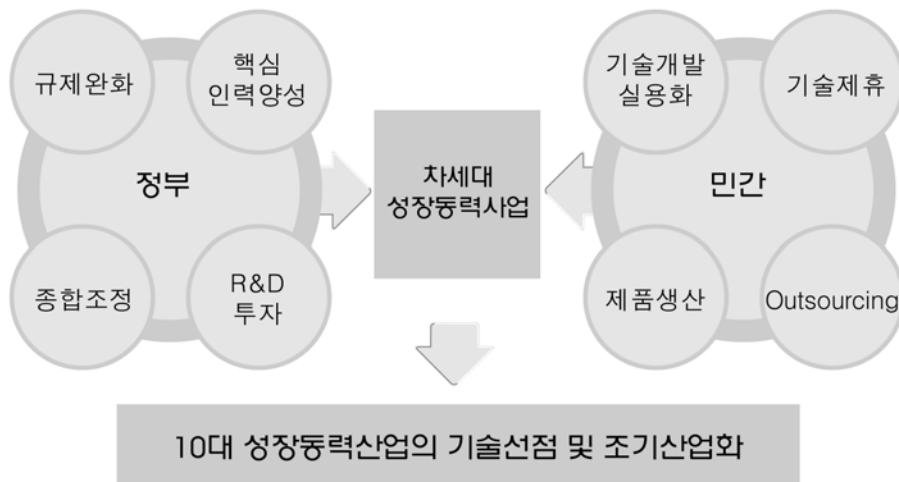 규제완화
핵심
인력양성
정부
종합조정
R&D
투자
차세대
성장동력사업
기술개발
실용화
기술제휴
민간
제품생산
Outsourcing
10대 성장동력산업의 기술선점 및 조기산업화